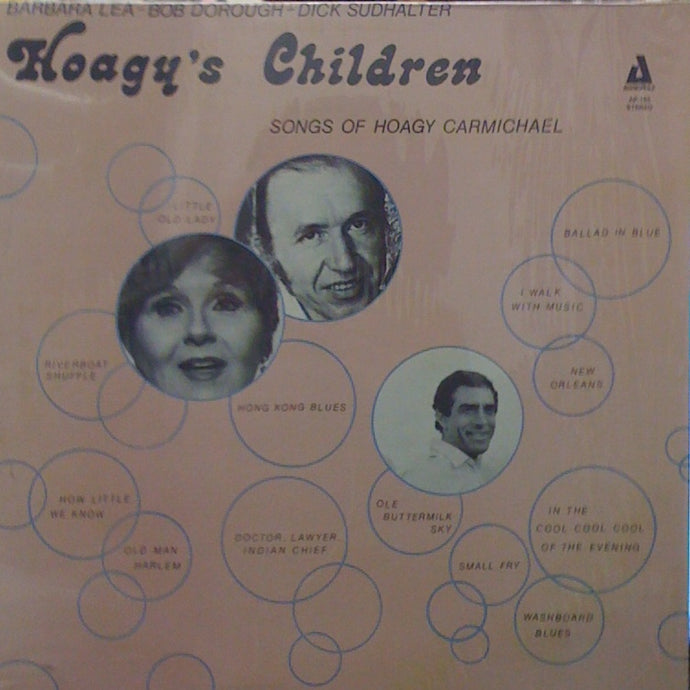 BARBARA LEA - BOB DOROUGH - DICK SUDHALTER
Hoagy's Children
AUDIOPHILE
STEREO
SONGS OF HOAGY CARMICHAEL
LITTLE
OLD LADY
BALLAD IN BLUE
I WALK
WITH MUSIC
RIVERBOAT
SHUFFLE
NEW
ORLEANS
HONG KONG BLUES
HOW LITTLE
WE KNOW
OLE
BUTTERMILK
SKY
IN THE
COOL COOL COOL
OF THE EVENING
DOCTOR, LAWYER,
INDIAN CHIEF
OLD MAN
HARLEM
SMALL FRY
WASHBOARD
BLUES